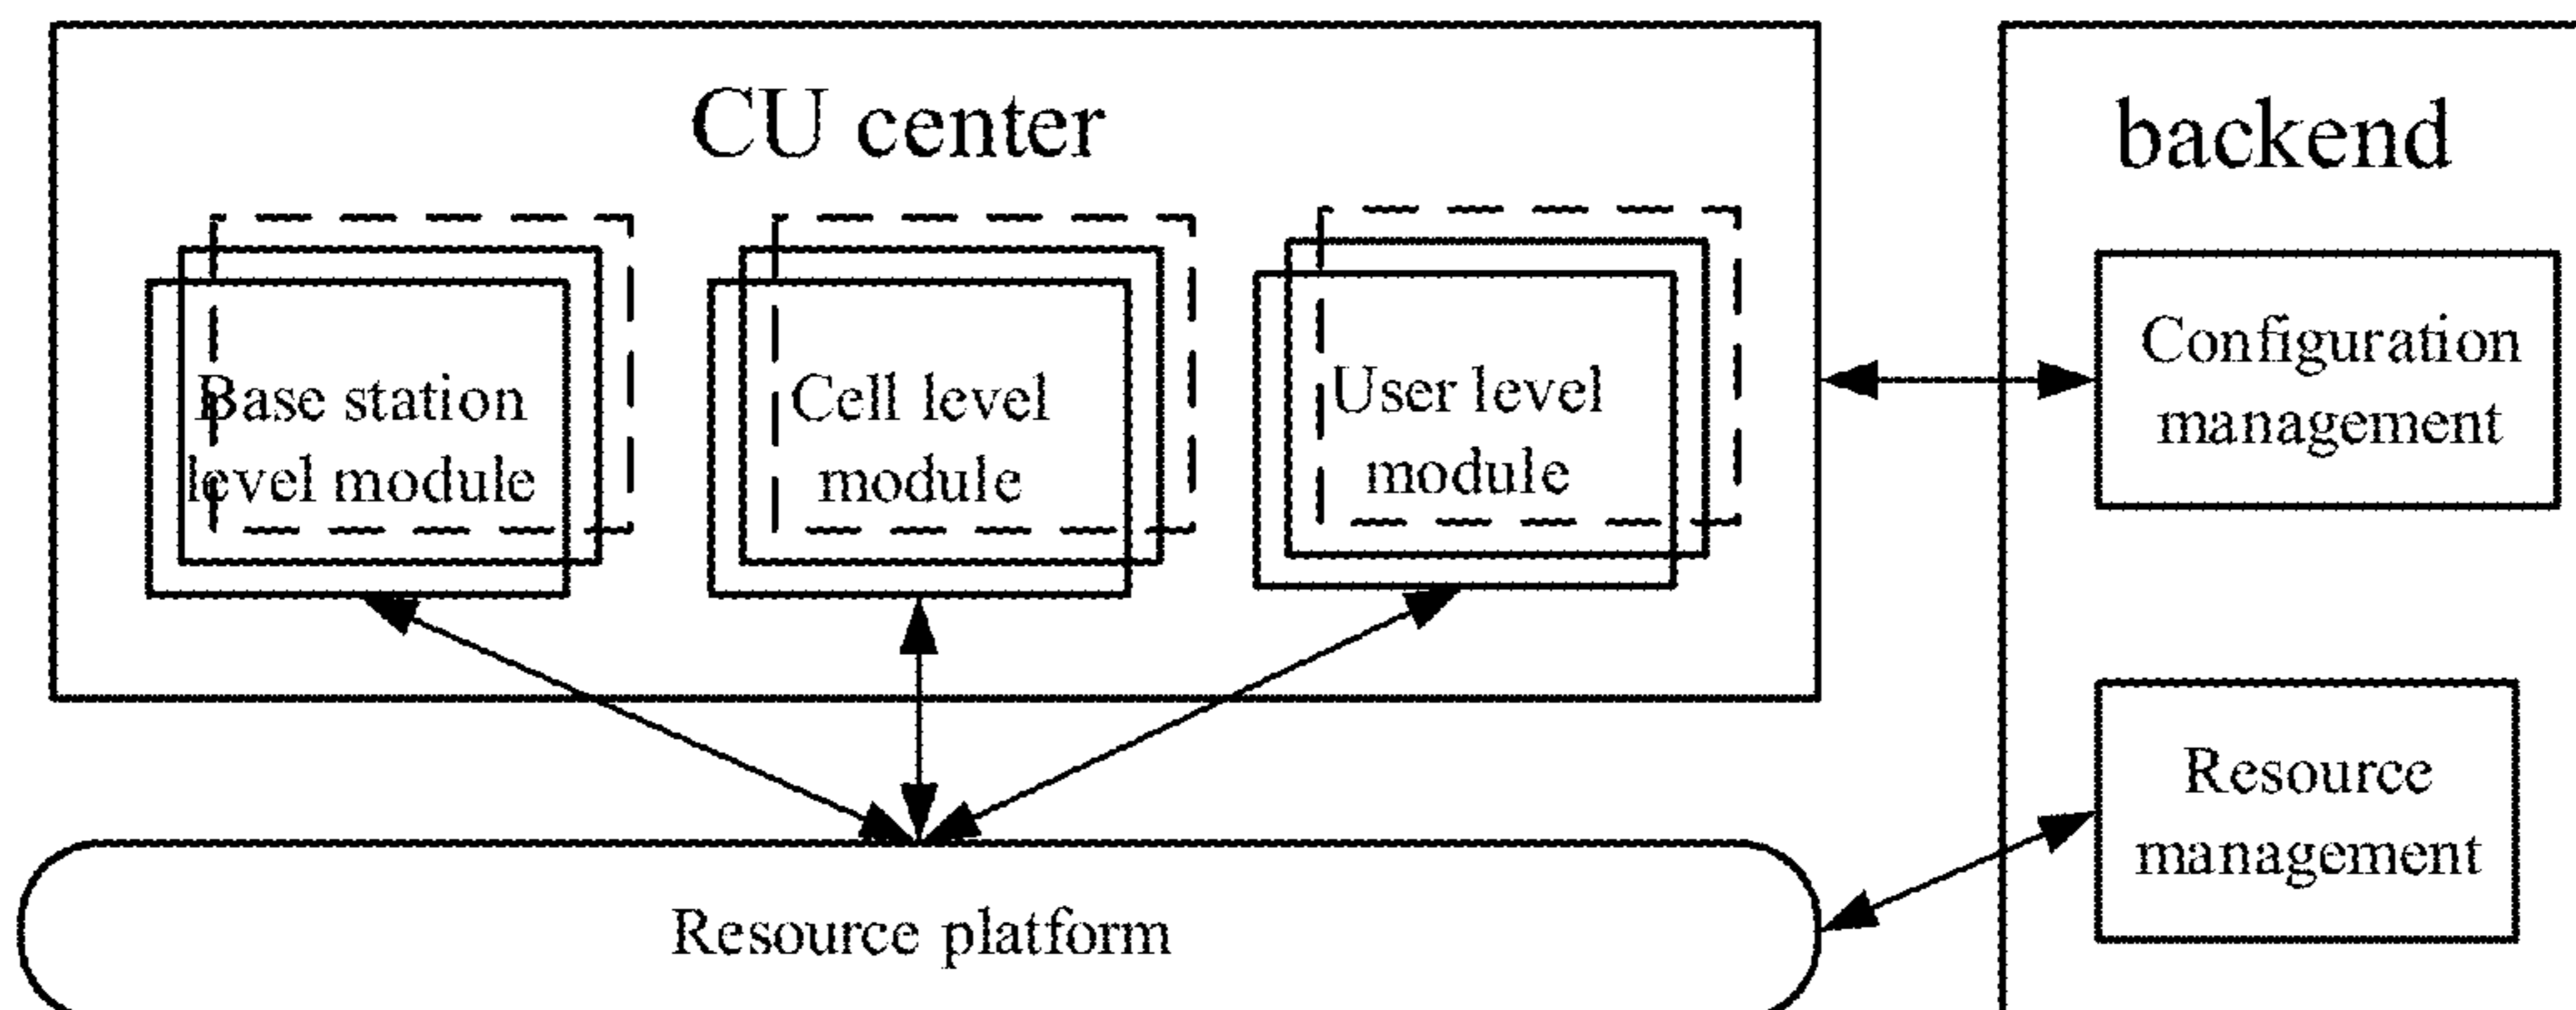 CU center
backend
Base station
level module
Cell level
module
User level
module
Configuration
management
Resource
management
Resource platform